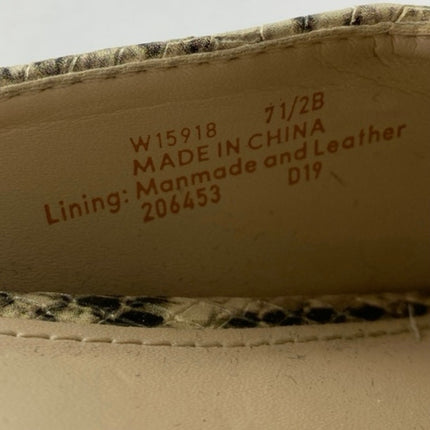 W15918 71/2B
MADE IN CHINA
Lining: Manmade and Leather
206453 D19